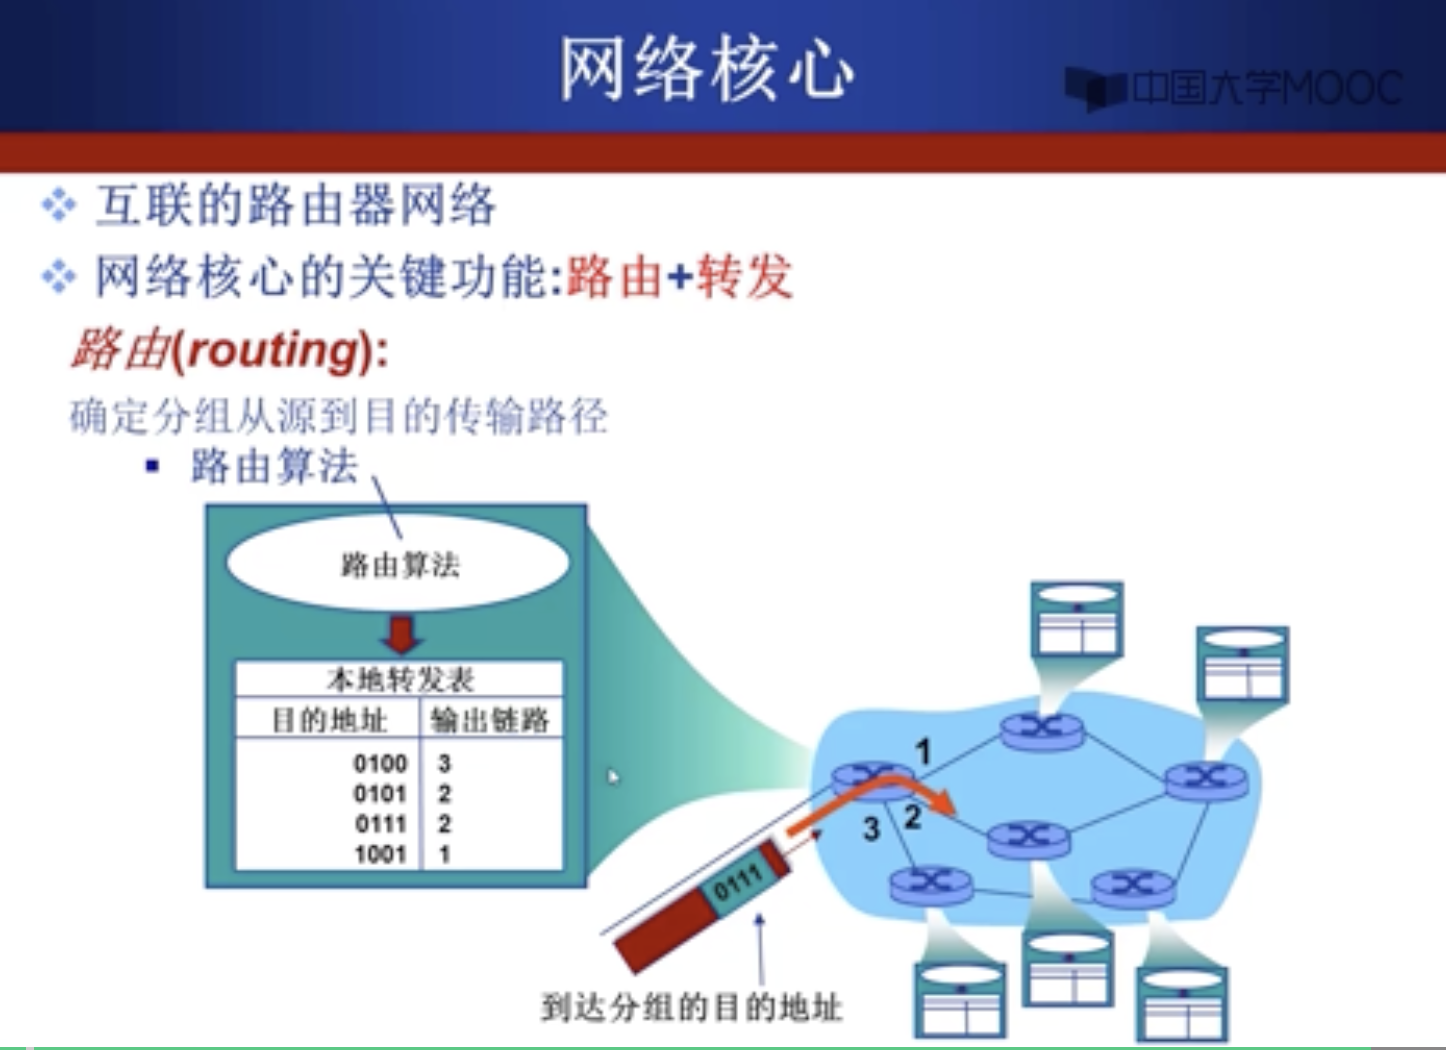 网络核心
中国大学MOOC
互联的路由器网络
网络核心的关键功能:路由+转发
路由(routing):
确定分组从源到目的传输路径
路由算法
路由算法
本地转发表
目的地址 输出链路
0100 3
0101 2
0111 2
1001 1
1
2
3
0111
到达分组的目的地址